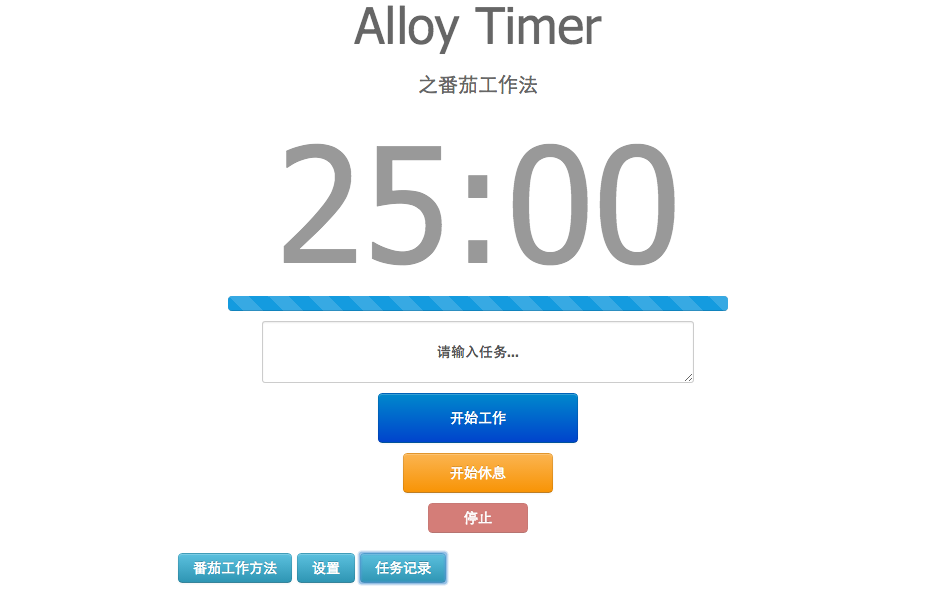 Alloy Timer
之番茄工作法
25:00
请输入任务...
开始工作
开始休息
停止
番茄工作方法 设置 任务记录